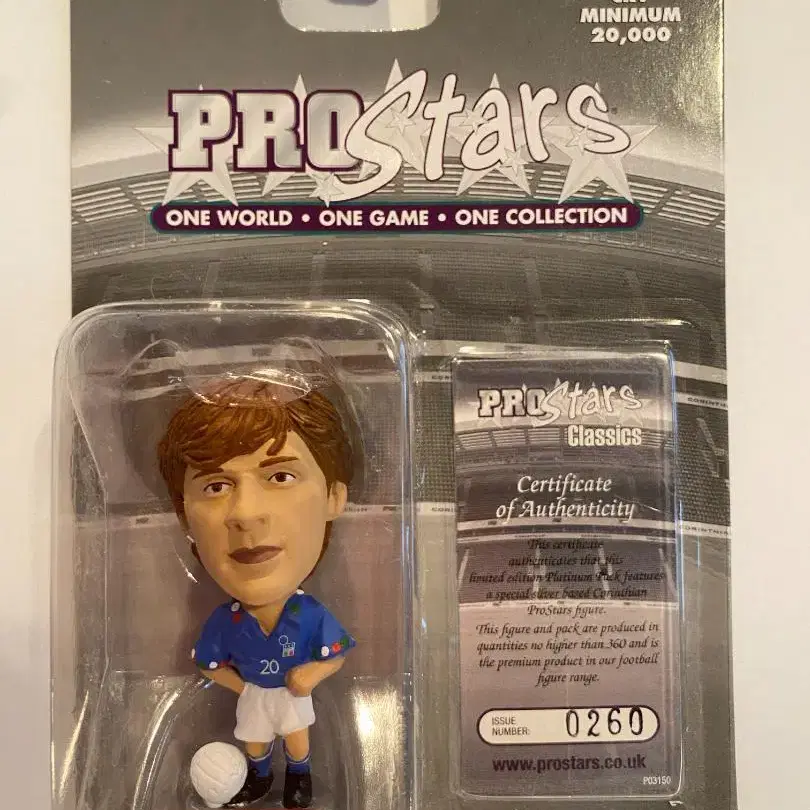 MINIMUM
20,000
PROStars
ONE WORLD • ONE GAME • ONE COLLECTION
PROStars
Classics
Certificate
of Authenticity
This certificate
authenticates that this
limited edition Platinum Pack features
a special silver based Corinthian
ProStars figure.
This figure and pack are produced in
quantities no higher than 360 and is
the premium product in our football
figure range.
ISSUE
NUMBER:
0260
www.prostars.co.uk
P03150
20